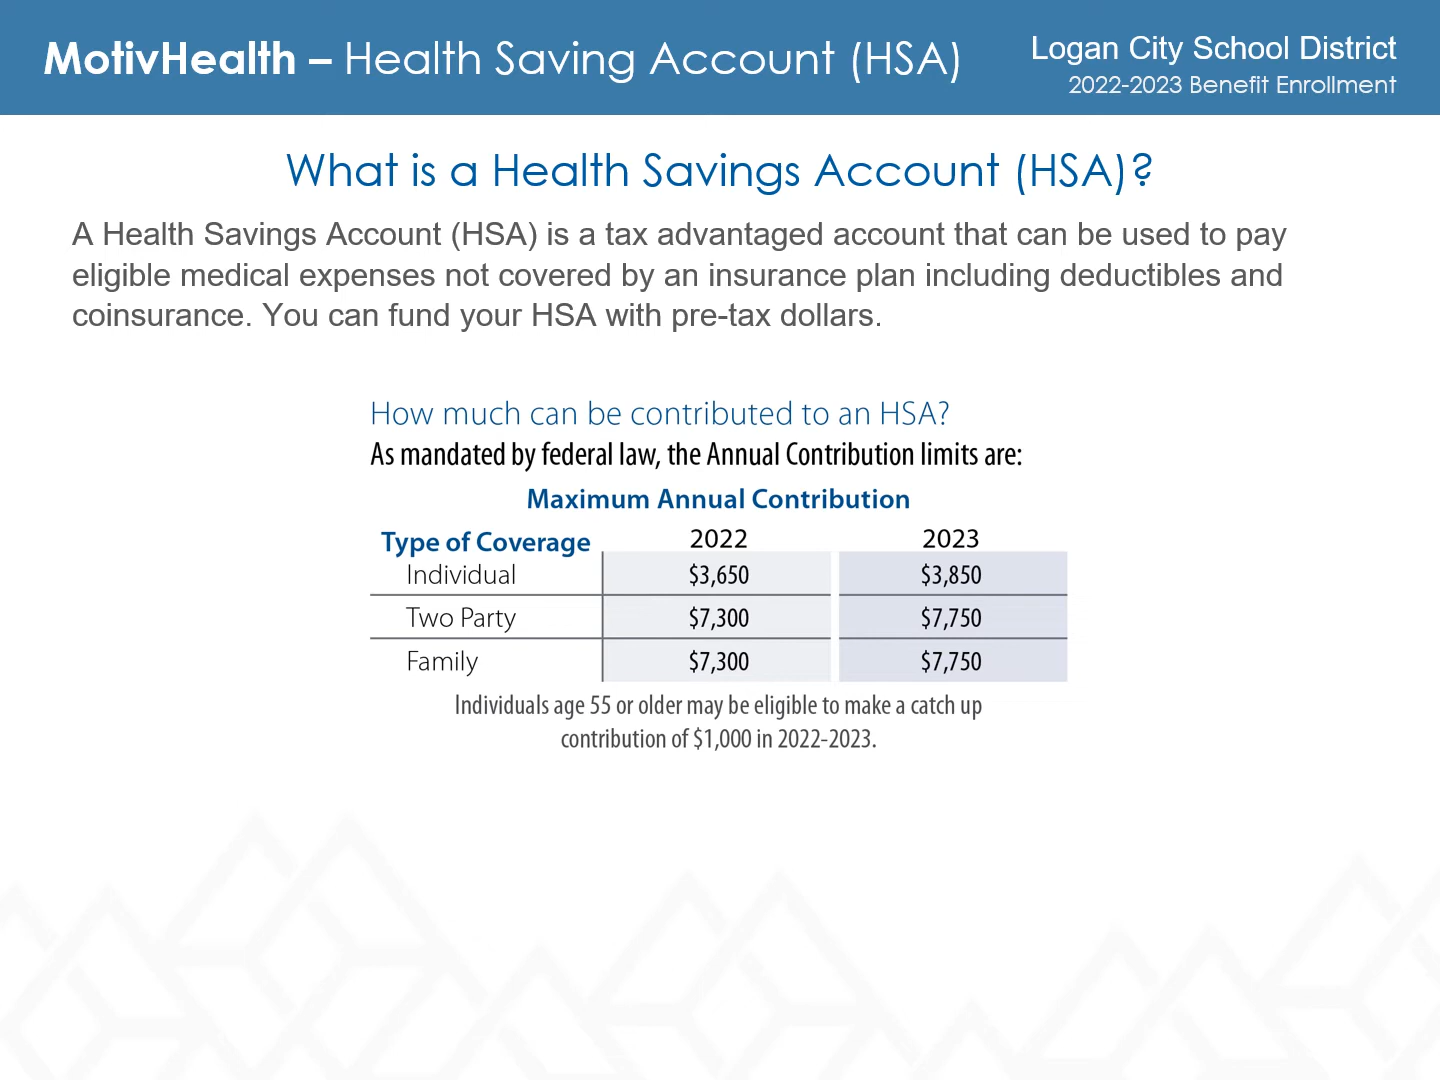 MotivHealth – Health Saving Account (HSA)
Logan City School District
2022-2023 Benefit Enrollment
What is a Health Savings Account (HSA)?
A Health Savings Account (HSA) is a tax advantaged account that can be used to pay
eligible medical expenses not covered by an insurance plan including deductibles and
coinsurance. You can fund your HSA with pre-tax dollars.
How much can be contributed to an HSA?
As mandated by federal law, the Annual Contribution limits are:
Maximum Annual Contribution
Type of Coverage 2022 2023
Individual $3,650 $3,850
Two Party $7,300 $7,750
Family $7,300 $7,750
Individuals age 55 or older may be eligible to make a catch up
contribution of $1,000 in 2022-2023.